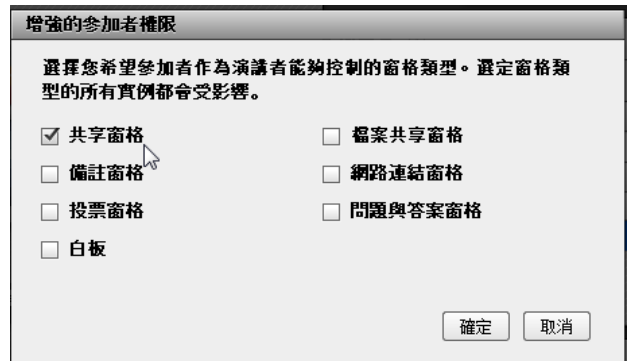 增強的參加者權限
選擇您希望參加者作為演講者能夠控制的窗格類型。選定窗格類
型的所有實例都會受影響。
共享窗格
檔案共享窗格
備註窗格
網路連結窗格
投票窗格
問題與答案窗格
白板
確定
取消